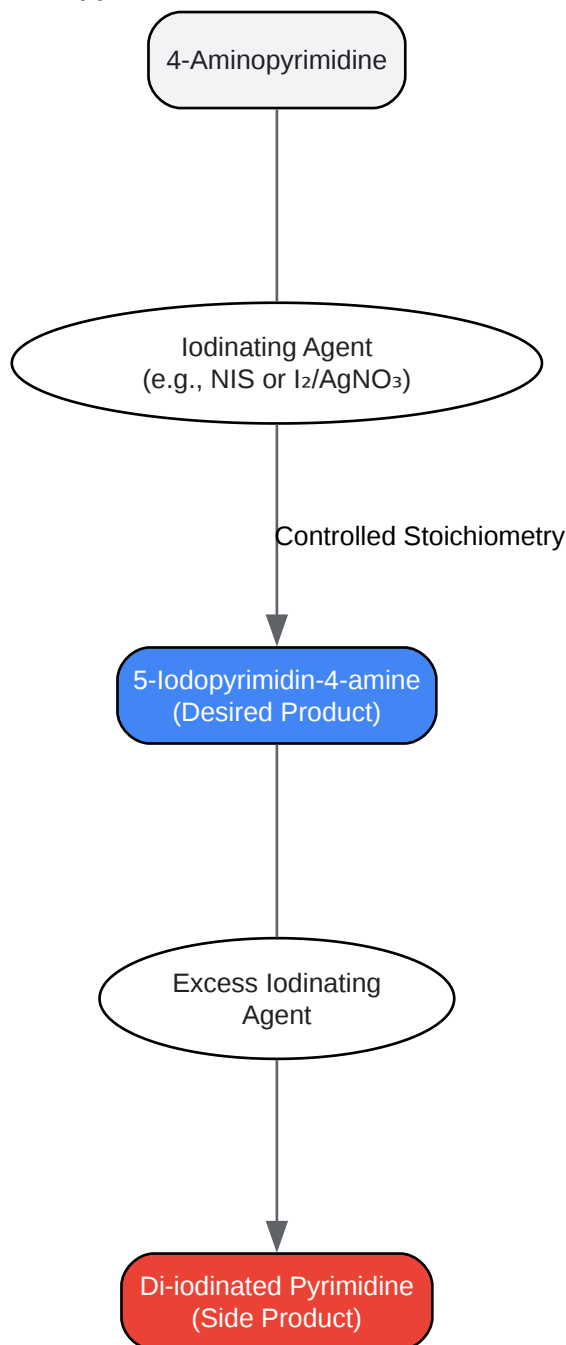 4-Aminopyrimidine
Iodinating Agent
(e.g., NIS or I₂/AgNO₃)
Controlled Stoichiometry
5-Iodopyrimidin-4-amine
(Desired Product)
Excess Iodinating
Agent
Di-iodinated Pyrimidine
(Side Product)